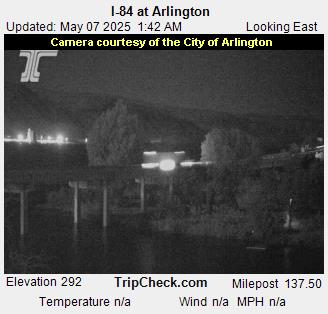 I-84 at Arlington
Updated: May 07 2025 1:42 AM Looking East
Camera courtesy of the City of Arlington
Elevation 292 TripCheck.com Milepost 137.50
Temperature n/a Wind n/a MPH n/a